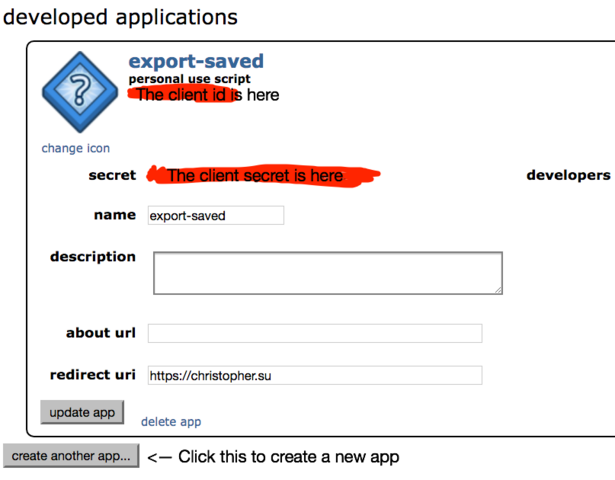 developed applications
export-saved
personal use script
The client id is here
change icon
secret The client secret is here developers
name export-saved
description
about url
redirect uri https://christopher.su
update app delete app
create another app... <— Click this to create a new app